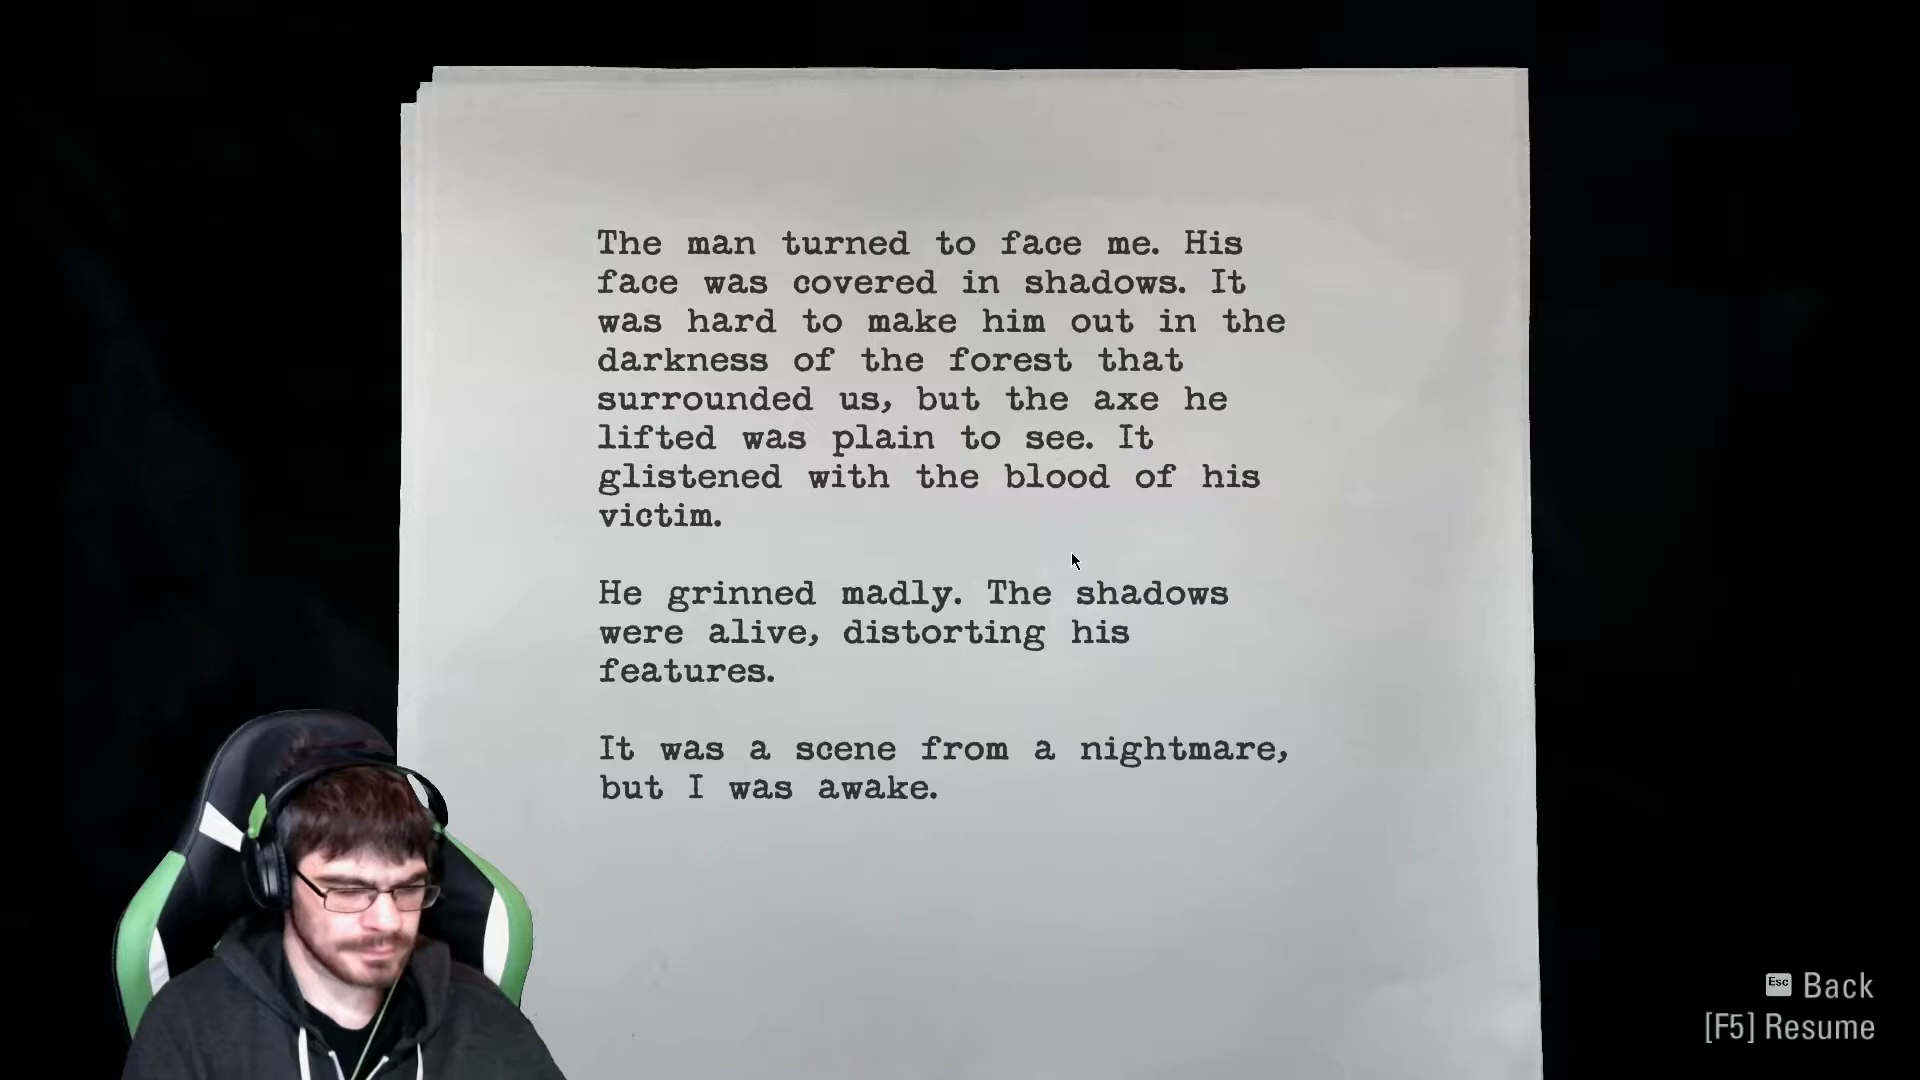 The man turned to face me. His
face was covered in shadows. It
was hard to make him out in the
darkness of the forest that
surrounded us, but the axe he
lifted was plain to see. It
glistened with the blood of his
victim.
He grinned madly. The shadows
were alive, distorting his
features.
It was a scene from a nightmare,
but I was awake.
Esc Back
[F5] Resume